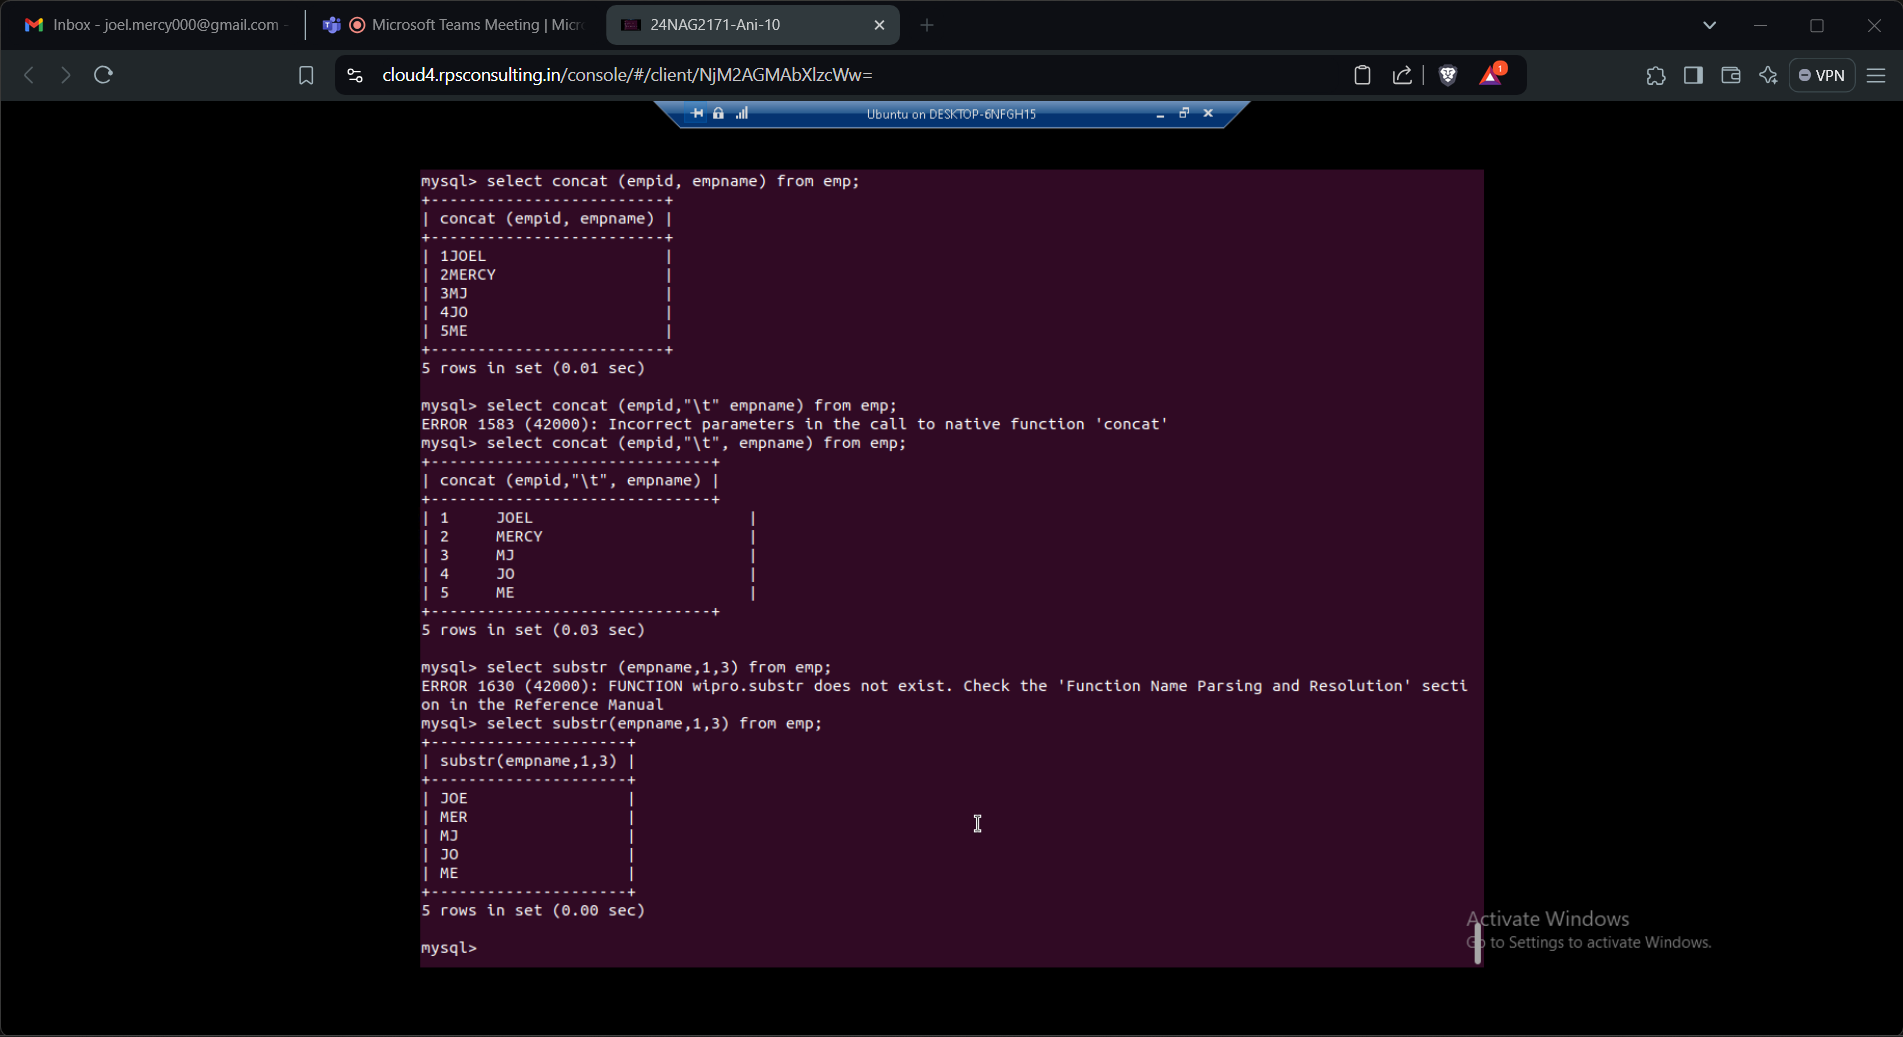 Inbox - joel.mercy000@gmail.com -
Microsoft Teams Meeting | Micr
24NAG2171-Ani-10
cloud4.rpsconsulting.in/console/#/client/NjM2AGMAbXlzcWw=
1
VPN
Ubuntu on DESKTOP-6NFGH15
mysql> select concat (empid, empname) from emp;
+-------------------------+
| concat (empid, empname) |
+-------------------------+
| 1JOEL                   |
| 2MERCY                  |
| 3MJ                     |
| 4JO                     |
| 5ME                     |
+-------------------------+
5 rows in set (0.01 sec)
mysql> select concat (empid,"\t" empname) from emp;
ERROR 1583 (42000): Incorrect parameters in the call to native function 'concat'
mysql> select concat (empid,"\t", empname) from emp;
+------------------------------+
| concat (empid,"\t", empname) |
+------------------------------+
| 1     JOEL                       |
| 2     MERCY                      |
| 3     MJ                         |
| 4     JO                         |
| 5     ME                         |
+------------------------------+
5 rows in set (0.03 sec)
mysql> select substr (empname,1,3) from emp;
ERROR 1630 (42000): FUNCTION wipro.substr does not exist. Check the 'Function Name Parsing and Resolution' secti
on in the Reference Manual
mysql> select substr(empname,1,3) from emp;
+---------------------+
| substr(empname,1,3) |
+---------------------+
| JOE                 |
| MER                 |
| MJ                  |
| JO                  |
| ME                  |
+---------------------+
5 rows in set (0.00 sec)
mysql>
Activate Windows
Go to Settings to activate Windows.